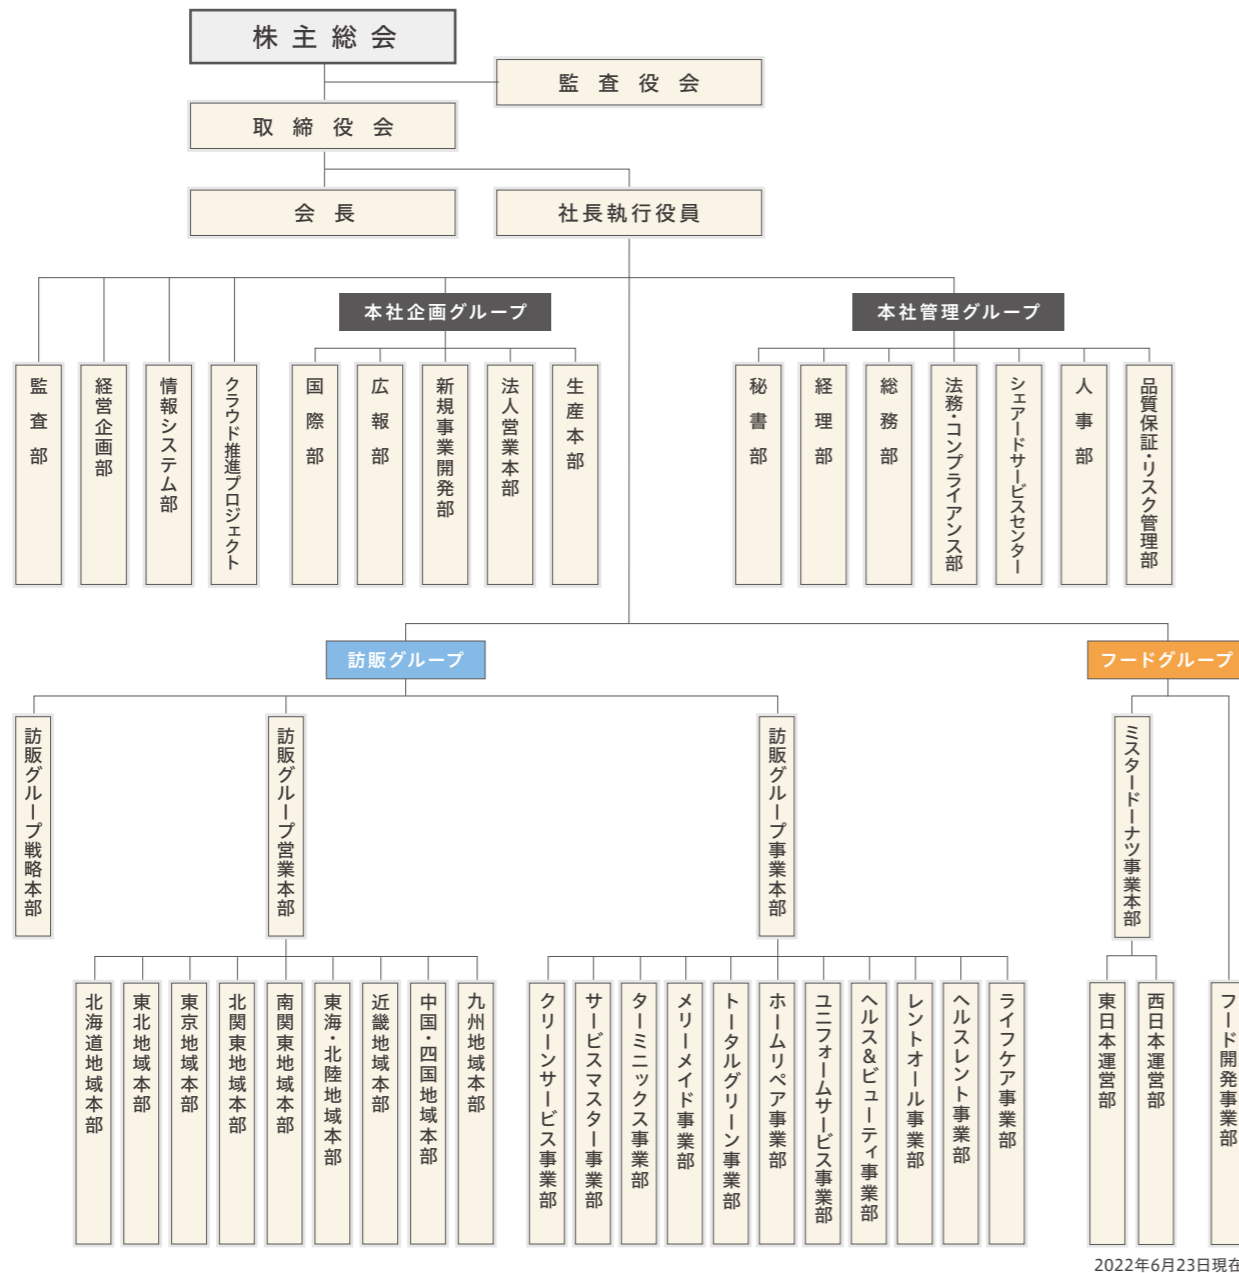 株主総会
監査役会
取締役会
会長
社長執行役員
本社企画グループ
本社管理グループ
監査部
経営企画部
情報システム部
クラウド推進プロジェクト
国際部
広報部
新規事業開発部
法人営業本部
生産本部
秘書部
経理部
総務部
法務・コンプライアンス部
シェアードサービスセンター
人事部
品質保証・リスク管理部
訪販グループ
フードグループ
訪販グループ戦略本部
訪販グループ営業本部
訪販グループ事業本部
ミスタードーナツ事業本部
北海道地域本部
東北地域本部
東京地域本部
北関東地域本部
南関東地域本部
東海・北陸地域本部
近畿地域本部
中国・四国地域本部
九州地域本部
クリーンサービス事業部
サービスマスター事業部
ターミニックス事業部
メリーメイド事業部
トータルグリーン事業部
ホームリペア事業部
ユニフォームサービス事業部
ヘルス&ビューティ事業部
レントオール事業部
ヘルスレント事業部
ライフケア事業部
東日本運営部
西日本運営部
フード開発事業部
2022年6月23日現在